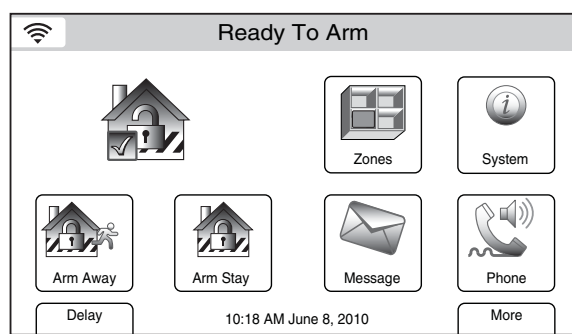 Ready To Arm
Zones
System
Arm Away
Arm Stay
Message
Phone
Delay
10:18 AM June 8, 2010
More